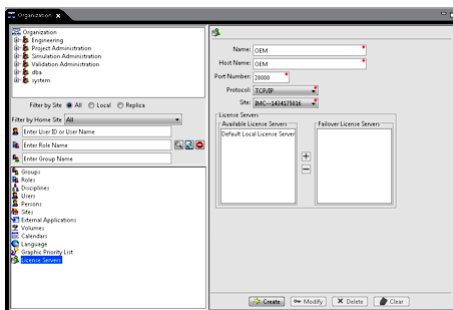 Organization
Organization
Engineering
Project Administration
Simulation Administration
Validation Administration
dba
system
Filter by Site All Local Replica
Filter by Home Site All
Enter User ID or User Name
Enter Role Name
Enter Group Name
Groups
Roles
Disciplines
Users
Persons
Sites
External Applications
Volumes
Calendars
Language
Graphic Priority List
License Servers
Name: OEM
Host Name: OEM
Port Number: 28000
Protocol: TCP/IP
Site:
License Servers
Available License Servers
Default Local License Server
Failover License Servers
Create Modify Delete Clear